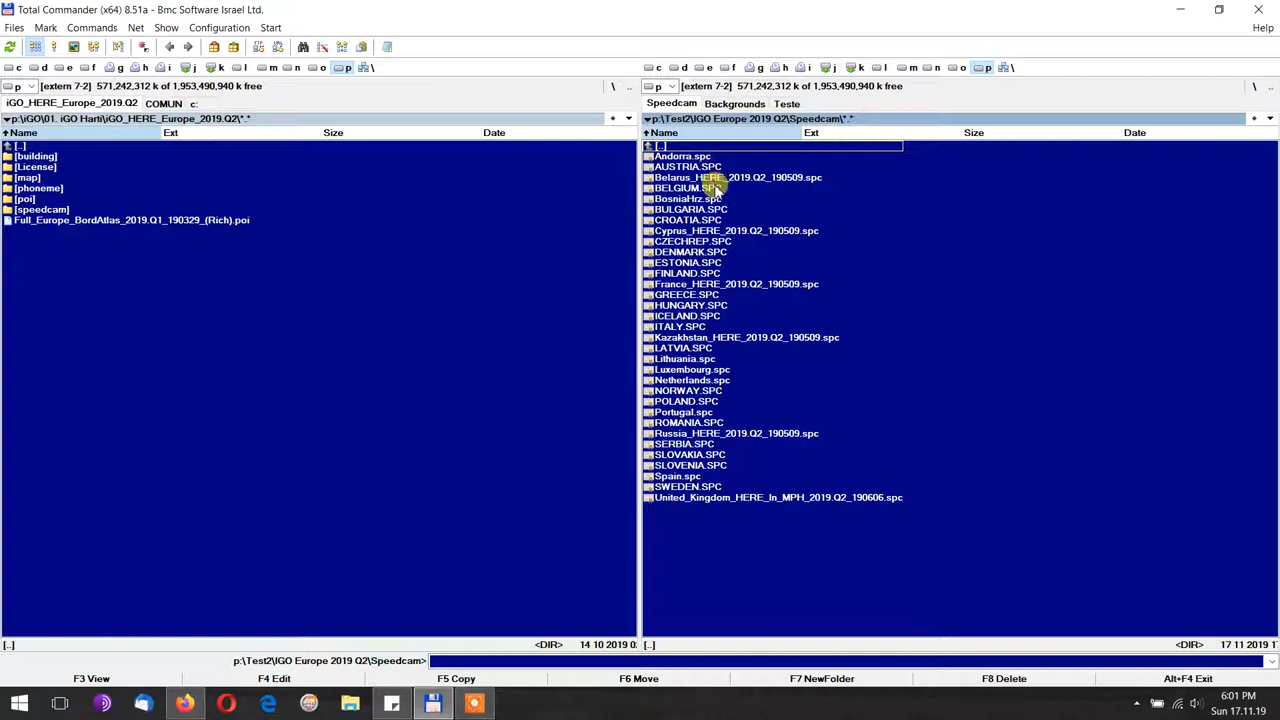 Total Commander (x64) 8.51a - Bmc Software Israel Ltd.
Files Mark Commands Net Show Configuration Start Help
c d e f g h i j k l m n o p \
c d e f g h i j k l m n o p \
p [extern 7-2] 571,242,312 k of 1,953,490,940 k free \ ..
p [extern 7-2] 571,242,312 k of 1,953,490,940 k free \ ..
iGO_HERE_Europe_2019.Q2 COMUN c:
Speedcam Backgrounds Teste
p:\iGO\01. iGO Harti\iGO_HERE_Europe_2019.Q2\*.*
p:\Test2\IGO Europe 2019 Q2\Speedcam\*.*
Name Ext Size Date
Name Ext Size Date
[..]
[building]
[License]
[map]
[phoneme]
[poi]
[speedcam]
Full_Europe_BordAtlas_2019.Q1_190329_(Rich).poi
[..]
Andorra.spc
AUSTRIA.SPC
Belarus_HERE_2019.Q2_190509.spc
BELGIUM.SPC
BosniaHrz.spc
BULGARIA.SPC
CROATIA.SPC
Cyprus_HERE_2019.Q2_190509.spc
CZECHREP.SPC
DENMARK.SPC
ESTONIA.SPC
FINLAND.SPC
France_HERE_2019.Q2_190509.spc
GREECE.SPC
HUNGARY.SPC
ICELAND.SPC
ITALY.SPC
Kazakhstan_HERE_2019.Q2_190509.spc
LATVIA.SPC
Lithuania.spc
Luxembourg.spc
Netherlands.spc
NORWAY.SPC
POLAND.SPC
Portugal.spc
ROMANIA.SPC
Russia_HERE_2019.Q2_190509.spc
SERBIA.SPC
SLOVAKIA.SPC
SLOVENIA.SPC
Spain.spc
SWEDEN.SPC
United_Kingdom_HERE_In_MPH_2019.Q2_190606.spc
[..] <DIR> 14 10 2019 0
[..] <DIR> 17 11 2019 1
p:\Test2\IGO Europe 2019 Q2\Speedcam>
F3 View F4 Edit F5 Copy F6 Move F7 NewFolder F8 Delete Alt+F4 Exit
6:01 PM
Sun 17.11.19